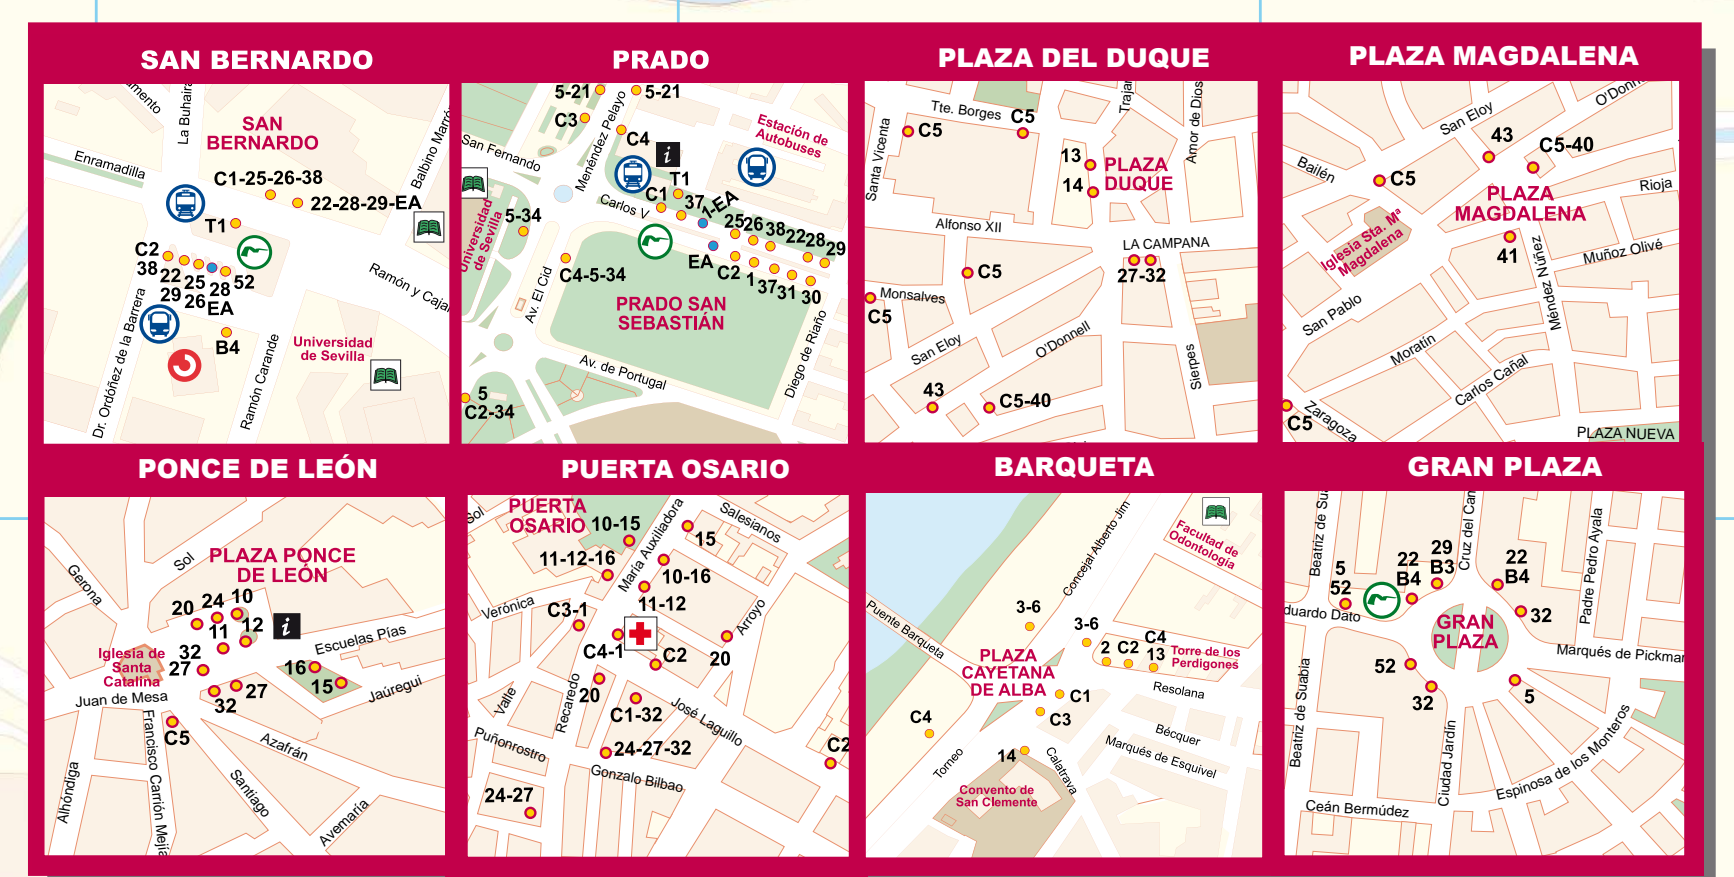 SAN BERNARDO
La Buhaira
SAN
BERNARDO
Enramadilla
C1-25-26-38
22-28-29-EA
T1
C2
38
22
29
25
26
28
EA
52
B4
Ramón y Cajal
Universidad
de Sevilla
Dr. Ordóñez de la Barrera
Ramón Carande
PRADO
5-21
5-21
C3
C4
Menéndez Pelayo
Estación de
Autobuses
San Fernando
T1
C1
37
1-EA
Carlos V
25
26
38
22
28
29
5-34
Universidad
de Sevilla
EA
C2
1
37
31
30
C4-5-34
Av. El Cid
PRADO SAN
SEBASTIÁN
Av. de Portugal
Diego de Riaño
5
C2-34
PLAZA DEL DUQUE
Tte. Borges
C5
C5
Santa Vicenta
Amor de Dios
13
14
PLAZA
DUQUE
Alfonso XII
LA CAMPANA
27-32
C5
Monsalves
C5
San Eloy
O'Donnell
Sierpes
43
C5-40
PLAZA MAGDALENA
O'Donn
San Eloy
43
C5-40
Bailén
C5
Rioja
PLAZA
MAGDALENA
Iglesia Sta. Mª
Magdalena
41
Muñoz Olivé
Méndez Núñez
San Pablo
Moratín
Carlos Cañal
C5
Zaragoza
PLAZA NUEVA
PONCE DE LEÓN
Sol
PLAZA PONCE
DE LEÓN
Gerona
20
24
10
11
12
32
27
Escuelas Pías
Iglesia de
Santa
Catalina
16
15
Juan de Mesa
32
27
Jaúregui
C5
Francisco Carrión Mejía
Azafrán
Santiago
Alhóndiga
Avemaría
PUERTA OSARIO
Sol
PUERTA
OSARIO
10-15
María Auxiliadora
Salesianos
15
11-12-16
10-16
11-12
Verónica
C3-1
Arroyo
C4-1
C2
20
20
Valle
Recaredo
C1-32
José Laguillo
Puñonrostro
24-27-32
C2
Gonzalo Bilbao
24-27
BARQUETA
Concejal Alberto Jim
Facultad de
Odontología
Puente Barqueta
3-6
3-6
2
C2
C4
13
Torre de los
Perdigones
PLAZA
CAYETANA
DE ALBA
Resolana
C1
C3
C4
Torneo
14
Calatrava
Bécquer
Marqués de Esquivel
Convento de
San Clemente
GRAN PLAZA
Beatriz de Sua
Cruz del Can
Padre Pedro Ayala
5
52
22
B4
29
B3
22
B4
32
duardo Dato
GRAN
PLAZA
Marqués de Pickmar
52
32
5
Beatriz de Suabia
Ciudad Jardín
Espinosa de los Monteros
Ceán Bermúdez